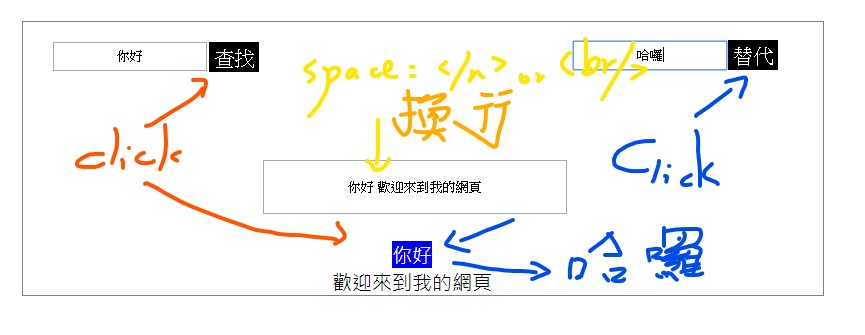 你好 查找
哈囉 替代
space: </n> or <br/>
換行
click
Click
你好 歡迎來到我的網頁
你好
哈囉
歡迎來到我的網頁